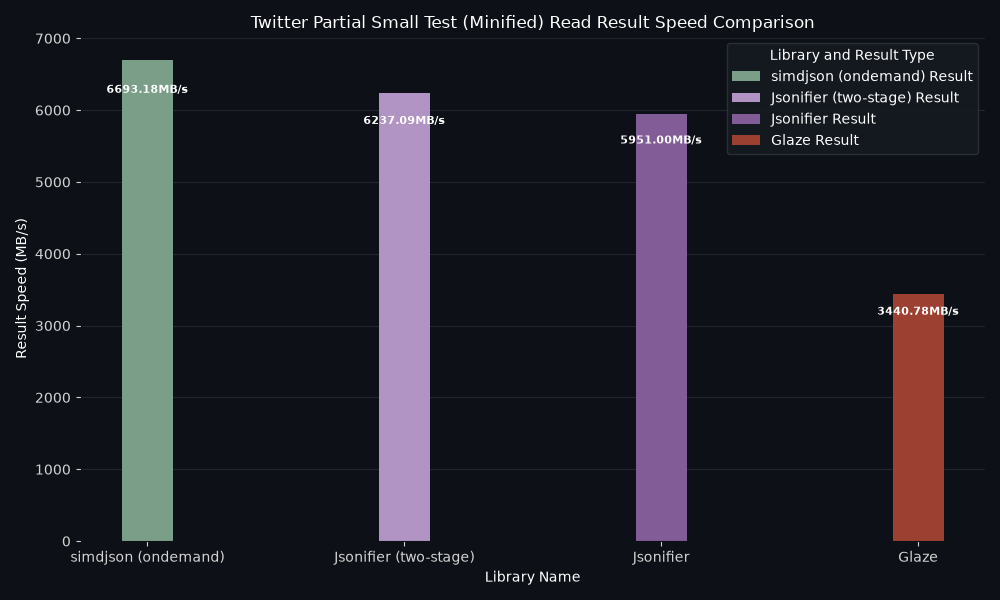 Twitter Partial Small Test (Minified) Read Result Speed Comparison
Library and Result Type
simdjson (ondemand) Result
Jsonifier (two-stage) Result
Jsonifier Result
Glaze Result
Result Speed (MB/s)
7000
6000
5000
4000
3000
2000
1000
0
6693.18MB/s
6237.09MB/s
5951.00MB/s
3440.78MB/s
simdjson (ondemand)
Jsonifier (two-stage)
Jsonifier
Glaze
Library Name